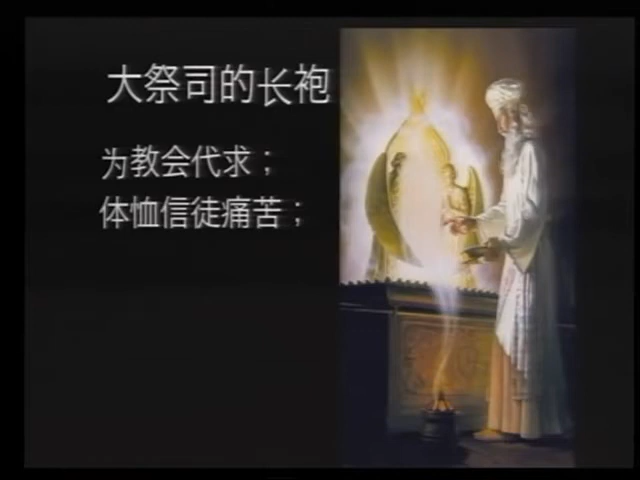 大祭司的长袍
为教会代求；
体恤信徒痛苦；